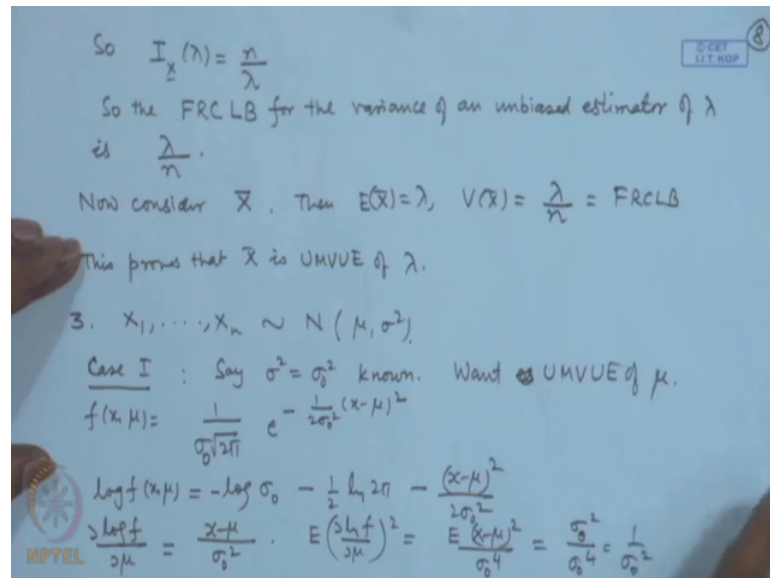 8
© CET
I.I.T. KGP
So I_X(λ) = n/λ
So the FRCLB for the variance of an unbiased estimator of λ
is λ/n.
Now consider X̄. Then E(X̄)=λ, V(X̄) = λ/n = FRCLB
This proves that X̄ is UMVUE of λ.
3. X₁, ····, Xₙ ~ N(μ, σ²).
Case I : Say σ² = σ₀² known. Want UMVUE of μ.
f(x, μ) = 1/(σ₀√2π) e^{- 1/(2σ₀²) (x-μ)²}
log f(x, μ) = -log σ₀ - 1/2 ln 2π - (x-μ)²/2σ₀²
∂log f/∂μ = (x-μ)/σ₀² . E(∂ln f/∂μ)² = E(x-μ)²/σ₀⁴ = σ₀²/σ₀⁴ = 1/σ₀²
NPTEL